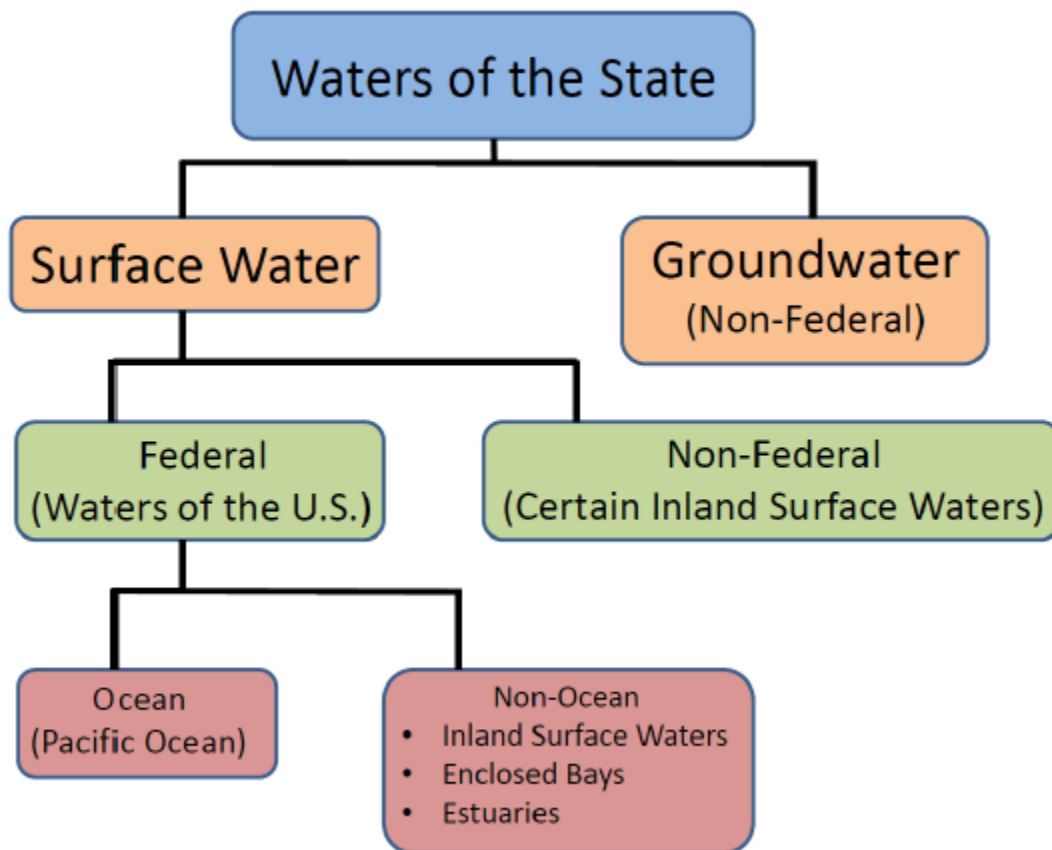 Waters of the State
Surface Water
Groundwater
(Non-Federal)
Federal
(Waters of the U.S.)
Non-Federal
(Certain Inland Surface Waters)
Ocean
(Pacific Ocean)
Non-Ocean
• Inland Surface Waters
• Enclosed Bays
• Estuaries